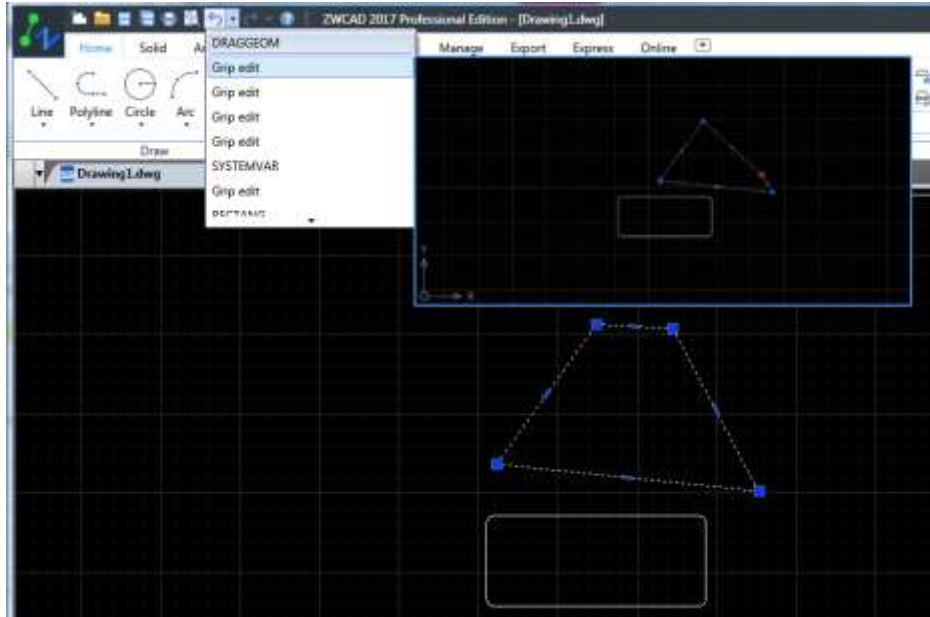 ZWCAD 2017 Professional Edition - [Drawing1.dwg]
Home Solid Manage Export Express Online
DRAGGEOM
Grip edit
Grip edit
Grip edit
Grip edit
SYSTEMVAR
Grip edit
RECTANG
Line Polyline Circle Arc
Draw
Drawing1.dwg
Y
X